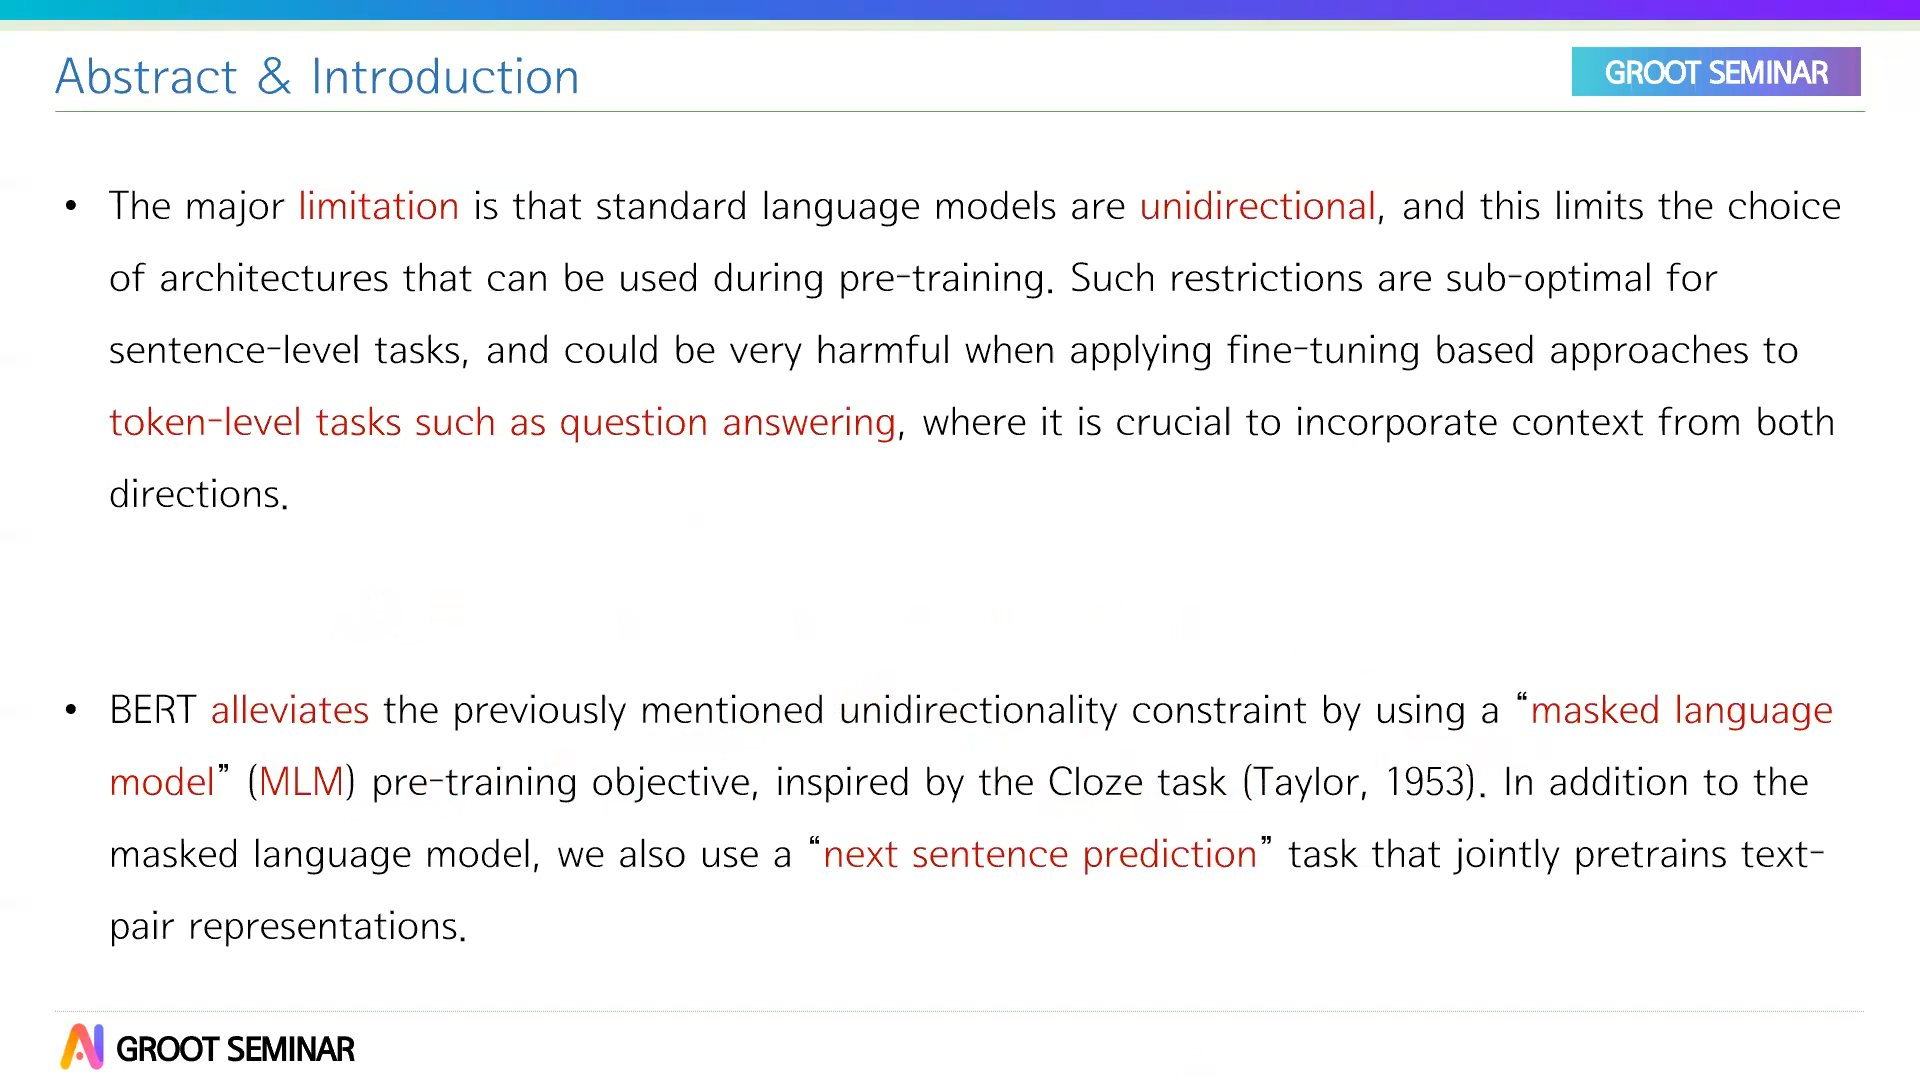 Abstract & Introduction
GROOT SEMINAR
• The major limitation is that standard language models are unidirectional, and this limits the choice
of architectures that can be used during pre-training. Such restrictions are sub-optimal for
sentence-level tasks, and could be very harmful when applying fine-tuning based approaches to
token-level tasks such as question answering, where it is crucial to incorporate context from both
directions.
• BERT alleviates the previously mentioned unidirectionality constraint by using a “masked language
model” (MLM) pre-training objective, inspired by the Cloze task (Taylor, 1953). In addition to the
masked language model, we also use a “next sentence prediction” task that jointly pretrains text-
pair representations.
GROOT SEMINAR